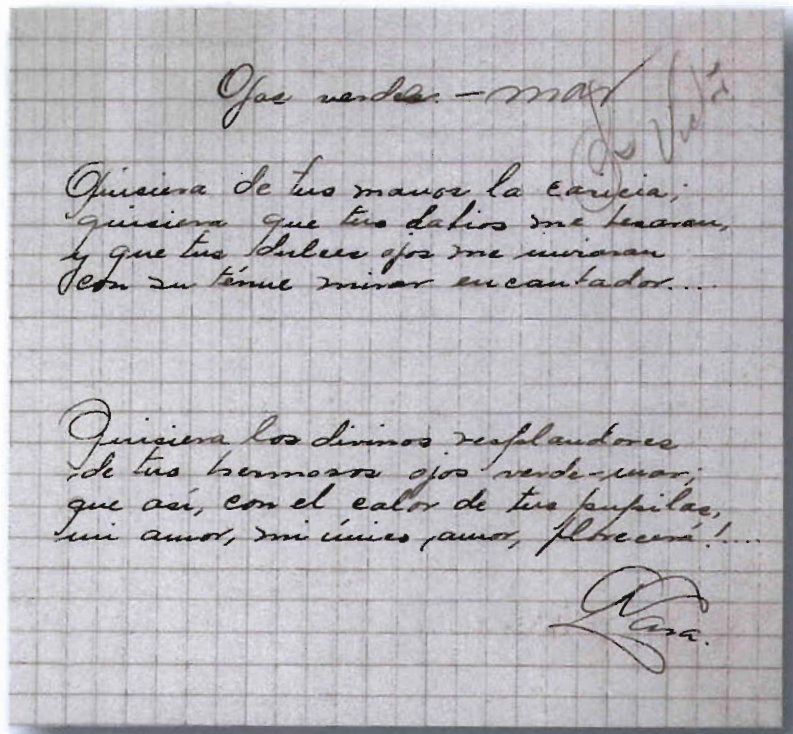 Ojos verdes. - mar
Quisiera de tus manos la caricia;
quisiera que tus labios me besaran,
y que tus dulces ojos me miraran
con su ténue mirar encantador....
Quisiera los divinos resplandores
de tus hermosos ojos verde-mar;
que así, con el calor de tus pupilas,
mi amor, mi único amor, florecerá!....